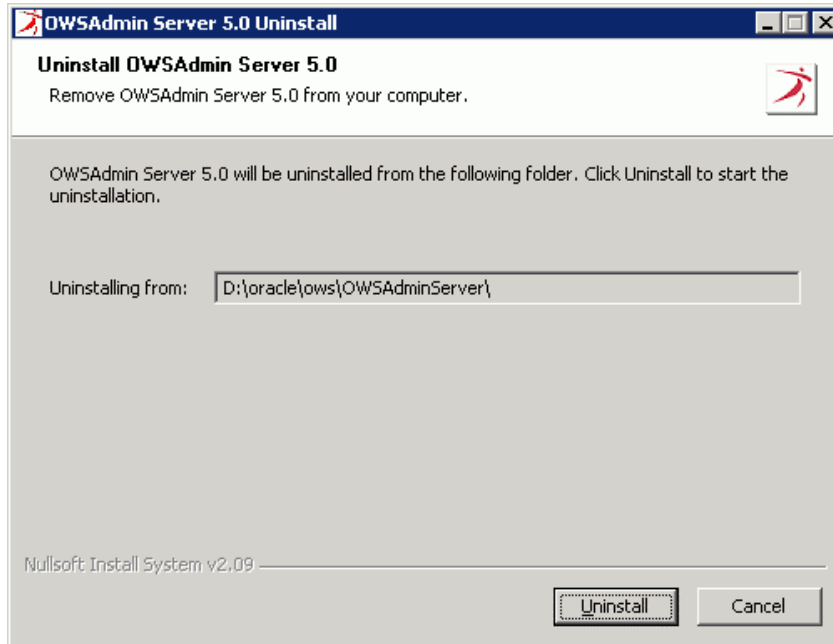 OWSAdmin Server 5.0 Uninstall
Uninstall OWSAdmin Server 5.0
Remove OWSAdmin Server 5.0 from your computer.
OWSAdmin Server 5.0 will be uninstalled from the following folder. Click Uninstall to start the
uninstallation.
Uninstalling from: D:\oracle\ows\OWSAdminServer\
Nullsoft Install System v2.09
Uninstall Cancel